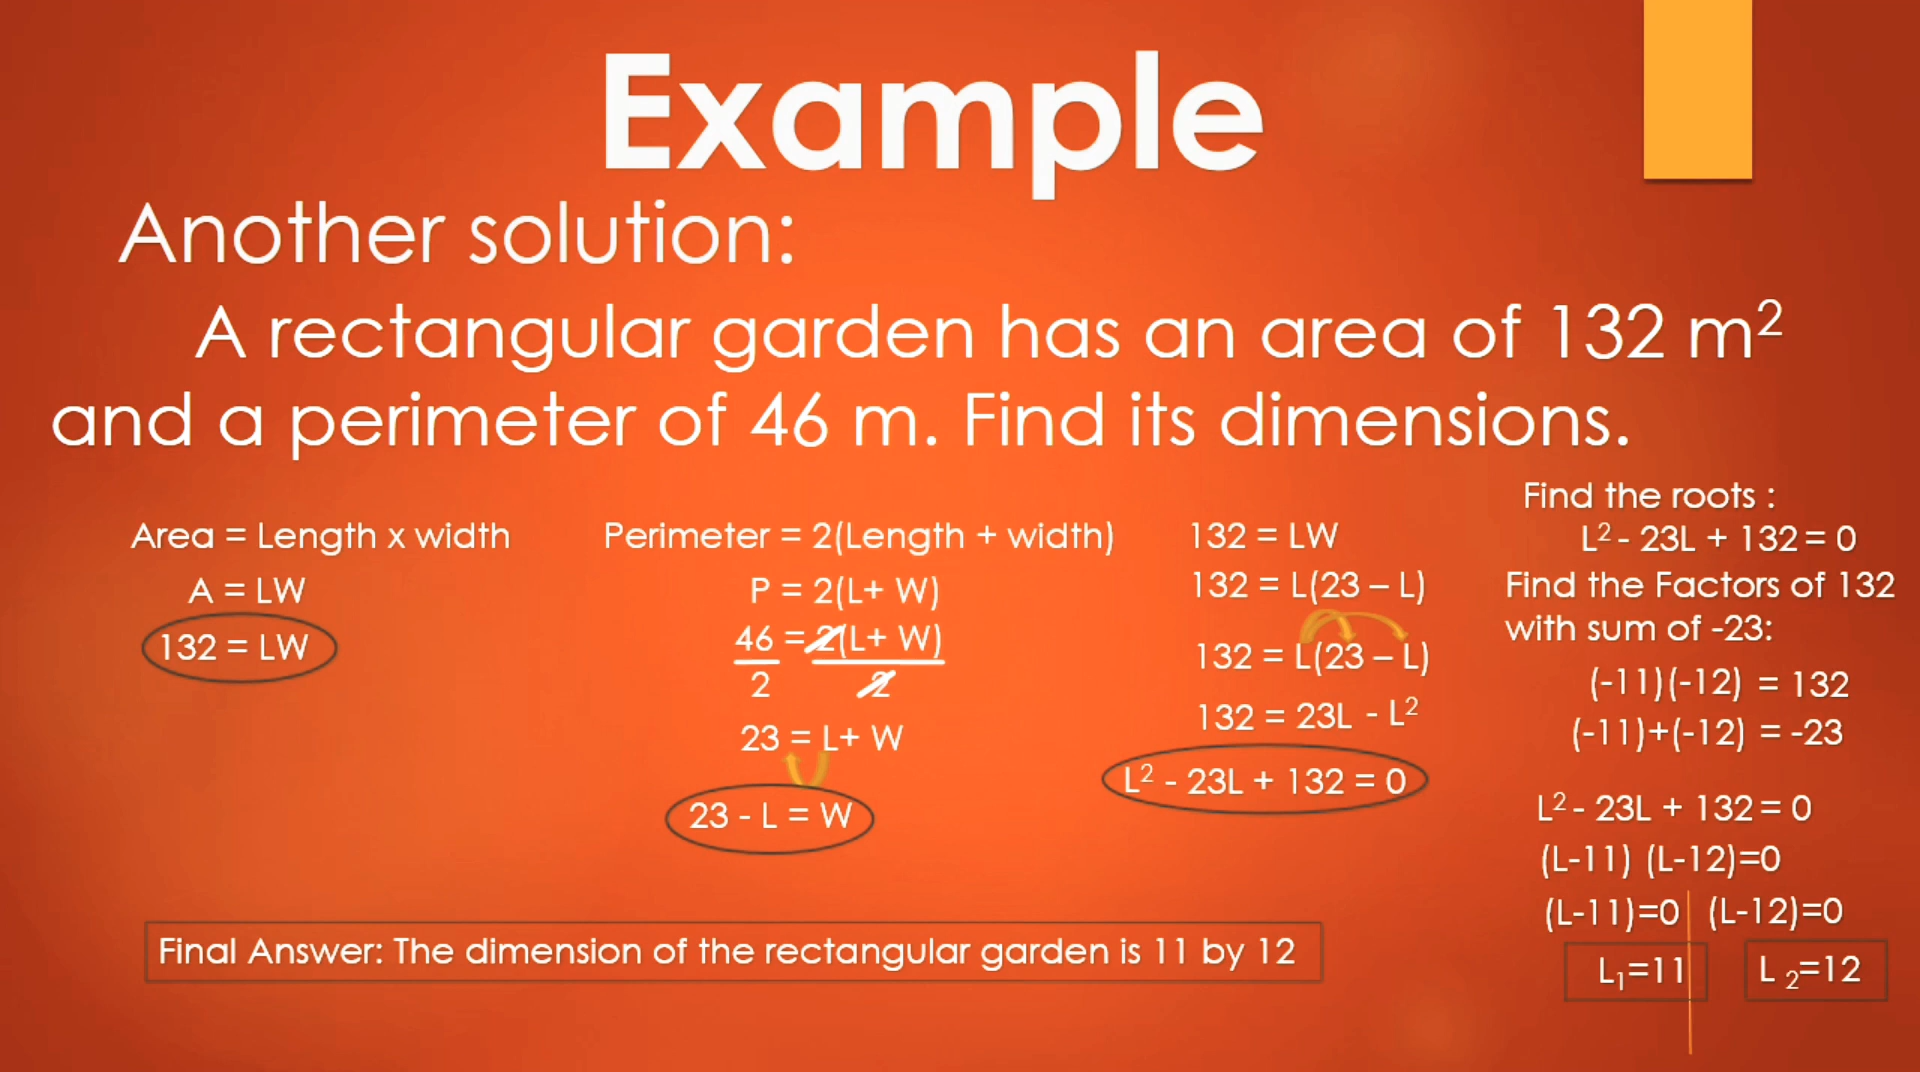 Example
Another solution:
A rectangular garden has an area of 132 m²
and a perimeter of 46 m. Find its dimensions.
Area = Length x width
A = LW
132 = LW
Perimeter = 2(Length + width)
P = 2(L+ W)
46 = 2(L+ W)
2 2
23 = L+ W
23 - L = W
132 = LW
132 = L(23 – L)
132 = L(23 – L)
132 = 23L - L²
L² - 23L + 132 = 0
Find the roots :
L² - 23L + 132 = 0
Find the Factors of 132
with sum of -23:
(-11)(-12) = 132
(-11)+(-12) = -23
L² - 23L + 132 = 0
(L-11) (L-12)=0
(L-11)=0 (L-12)=0
L₁=11 L ₂=12
Final Answer: The dimension of the rectangular garden is 11 by 12